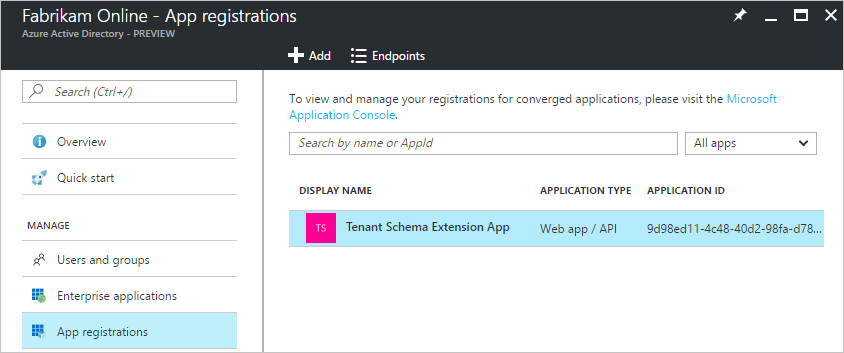 Fabrikam Online - App registrations
Azure Active Directory - PREVIEW
Add Endpoints
Search (Ctrl+/)
Overview
Quick start
MANAGE
Users and groups
Enterprise applications
App registrations
To view and manage your registrations for converged applications, please visit the Microsoft
Application Console.
Search by name or AppId All apps
DISPLAY NAME APPLICATION TYPE APPLICATION ID
TS Tenant Schema Extension App Web app / API 9d98ed11-4c48-40d2-98fa-d78...